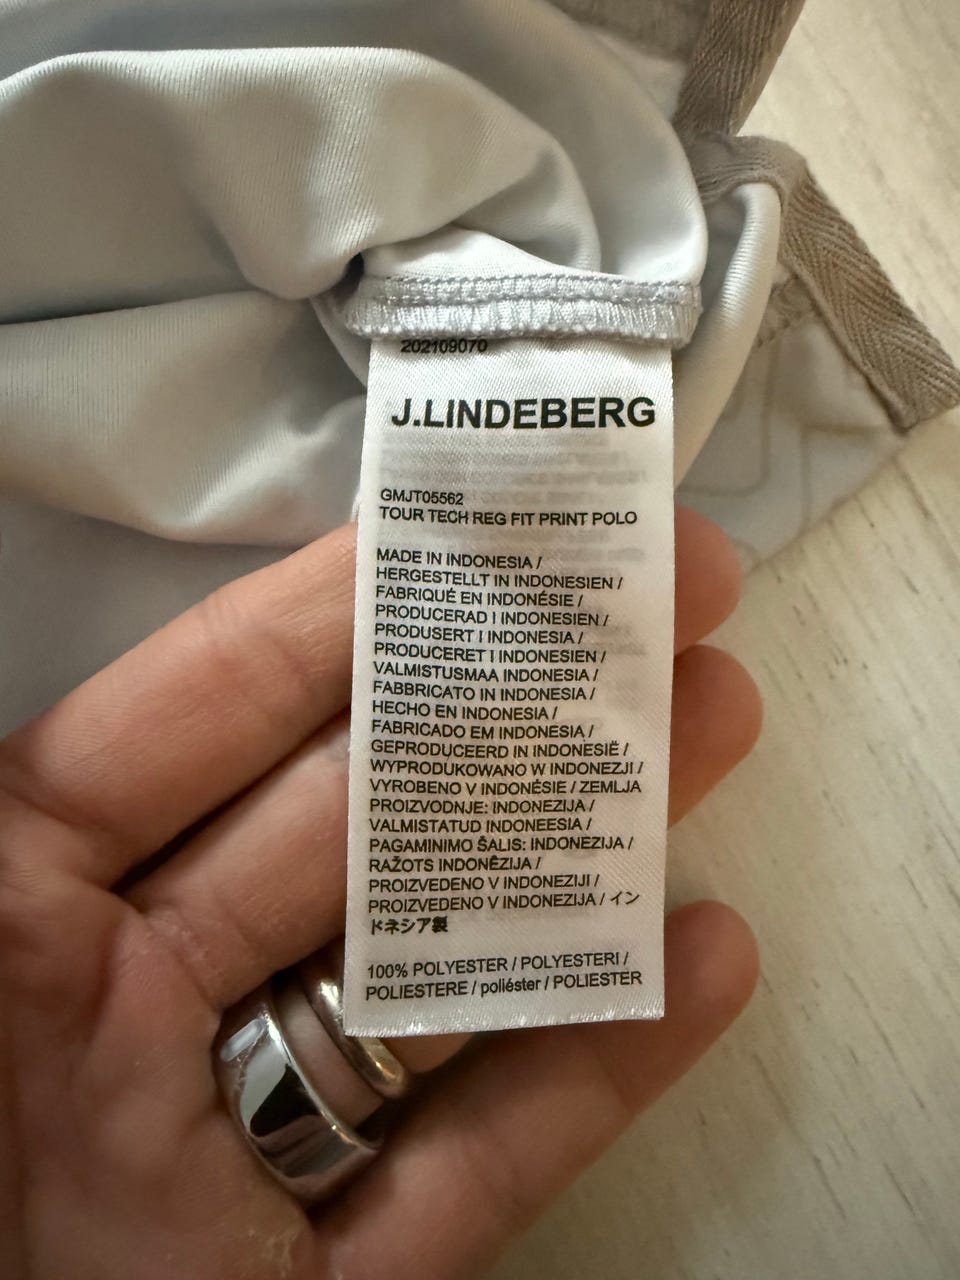 202109070
J.LINDEBERG
GMJT05562
TOUR TECH REG FIT PRINT POLO
MADE IN INDONESIA /
HERGESTELLT IN INDONESIEN /
FABRIQUÉ EN INDONÉSIE /
PRODUCERAD I INDONESIEN /
PRODUSERT I INDONESIA /
PRODUCERET I INDONESIEN /
VALMISTUSMAA INDONESIA /
FABBRICATO IN INDONESIA /
HECHO EN INDONESIA /
FABRICADO EM INDONESIA /
GEPRODUCEERD IN INDONESIË /
WYPRODUKOWANO W INDONEZJI /
VYROBENO V INDONÉSIE / ZEMLJA
PROIZVODNJE: INDONEZIJA /
VALMISTATUD INDONEESIA /
PAGAMINIMO ŠALIS: INDONEZIJA /
RAŽOTS INDONĒZIJA /
PROIZVEDENO V INDONEZIJI /
PROIZVEDENO V INDONEZIJA / イン
ドネシア製
100% POLYESTER / POLYESTERI /
POLIESTERE / poliéster / POLIESTER